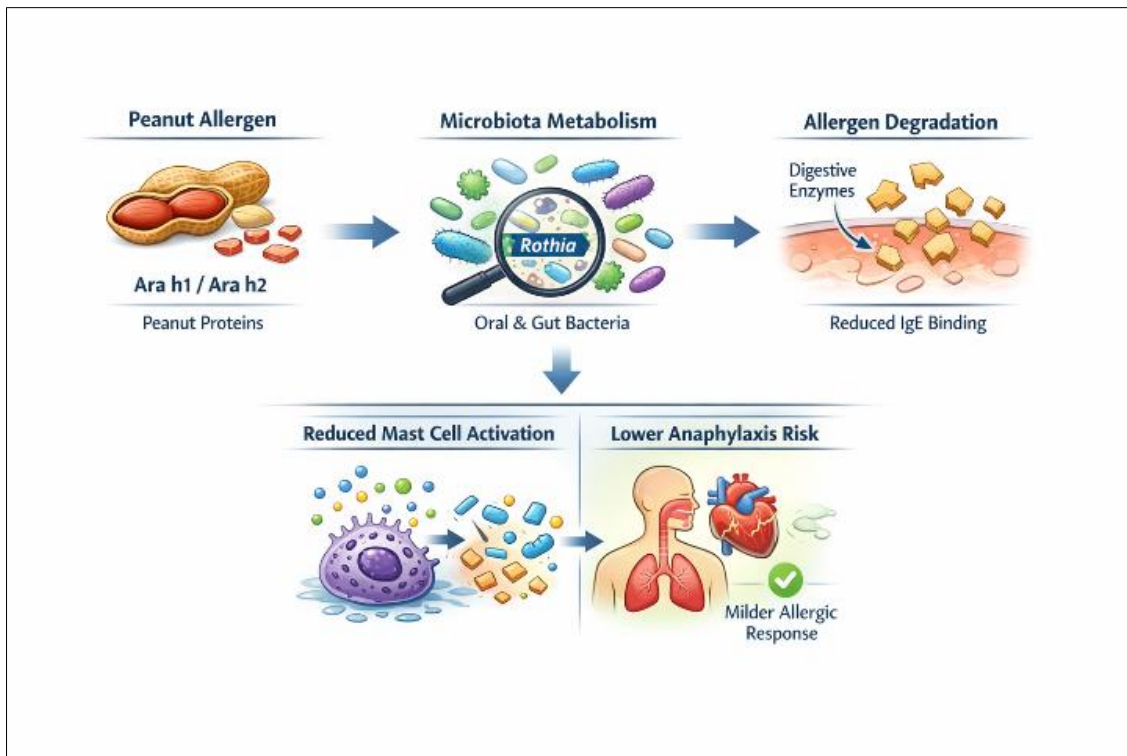 Peanut Allergen
Microbiota Metabolism
Allergen Degradation
Digestive
Enzymes
Rothia
Ara h1 / Ara h2
Peanut Proteins
Oral & Gut Bacteria
Reduced IgE Binding
Reduced Mast Cell Activation
Lower Anaphylaxis Risk
Milder Allergic
Response